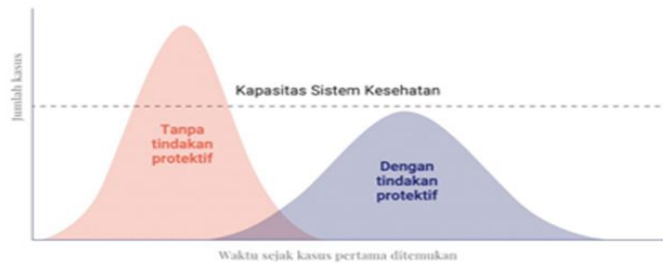 Jumlah kasus
Kapasitas Sistem Kesehatan
Tanpa
tindakan
protektif
Dengan
tindakan
protektif
Waktu sejak kasus pertama ditemukan